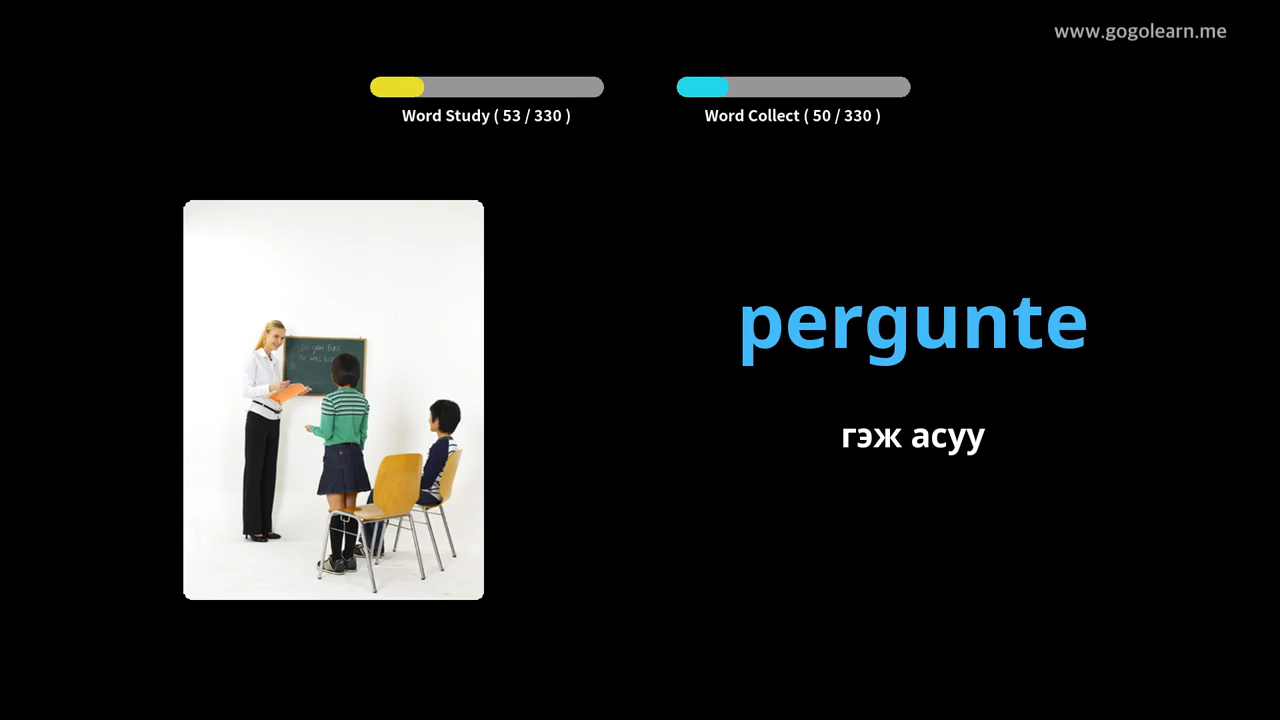 www.gogolearn.me
Word Study ( 53 / 330 )
Word Collect ( 50 / 330 )
pergunte
гэж асуу